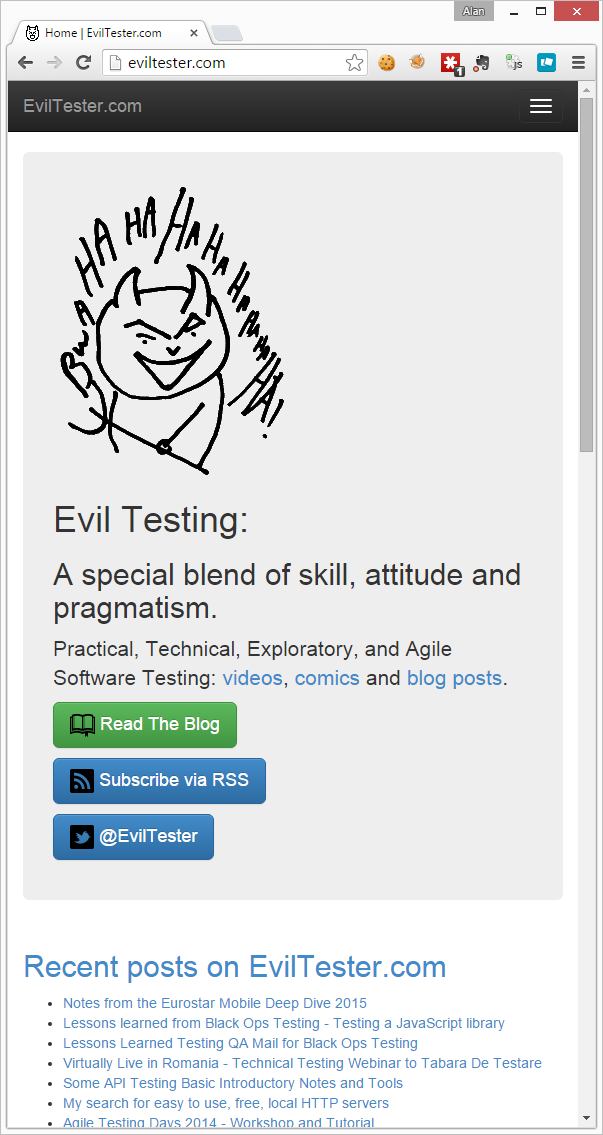 Alan
Home | EvilTester.com
eviltester.com
1
js
EvilTester.com
BWA HA HA HA HA HA HA HA HA HA HA HA!
Evil Testing:
A special blend of skill, attitude and
pragmatism.
Practical, Technical, Exploratory, and Agile
Software Testing: videos, comics and blog posts.
Read The Blog
Subscribe via RSS
@EvilTester
Recent posts on EvilTester.com
Notes from the Eurostar Mobile Deep Dive 2015
Lessons learned from Black Ops Testing - Testing a JavaScript library
Lessons Learned Testing QA Mail for Black Ops Testing
Virtually Live in Romania - Technical Testing Webinar to Tabara De Testare
Some API Testing Basic Introductory Notes and Tools
My search for easy to use, free, local HTTP servers
Agile Testing Days 2014 - Workshop and Tutorial